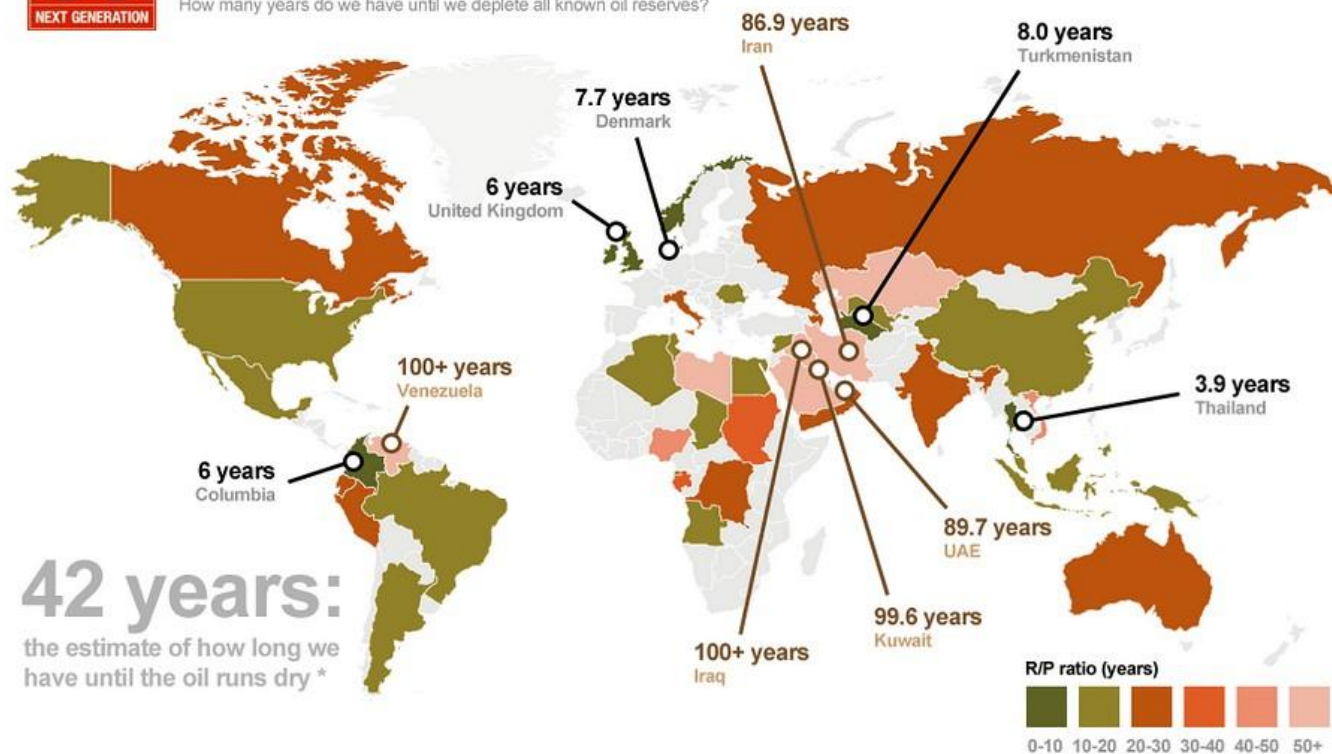 NEXT GENERATION
How many years do we have until we deplete all known oil reserves?
86.9 years
Iran
8.0 years
Turkmenistan
7.7 years
Denmark
6 years
United Kingdom
100+ years
Venezuela
3.9 years
Thailand
6 years
Columbia
89.7 years
UAE
99.6 years
Kuwait
100+ years
Iraq
42 years:
the estimate of how long we
have until the oil runs dry *
R/P ratio (years)
0-10 10-20 20-30 30-40 40-50 50+